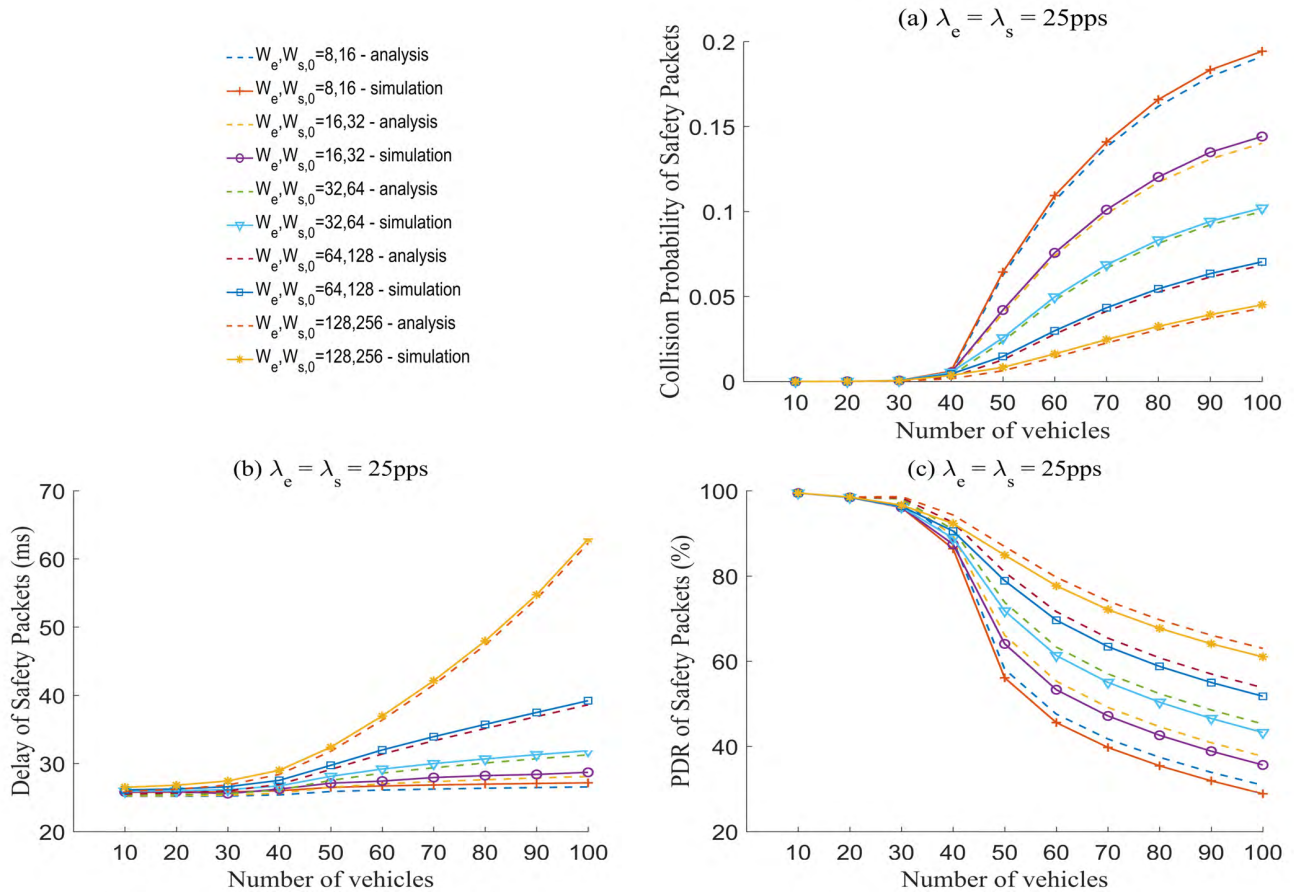 W_e,W_s,0=8,16 - analysis
W_e,W_s,0=8,16 - simulation
W_e,W_s,0=16,32 - analysis
W_e,W_s,0=16,32 - simulation
W_e,W_s,0=32,64 - analysis
W_e,W_s,0=32,64 - simulation
W_e,W_s,0=64,128 - analysis
W_e,W_s,0=64,128 - simulation
W_e,W_s,0=128,256 - analysis
W_e,W_s,0=128,256 - simulation
(a) λ_e = λ_s = 25pps
Collision Probability of Safety Packets
0.2
0.15
0.1
0.05
0
10 20 30 40 50 60 70 80 90 100
Number of vehicles
(b) λ_e = λ_s = 25pps
Delay of Safety Packets (ms)
70
60
50
40
30
20
10 20 30 40 50 60 70 80 90 100
Number of vehicles
(c) λ_e = λ_s = 25pps
PDR of Safety Packets (%)
100
80
60
40
20
10 20 30 40 50 60 70 80 90 100
Number of vehicles